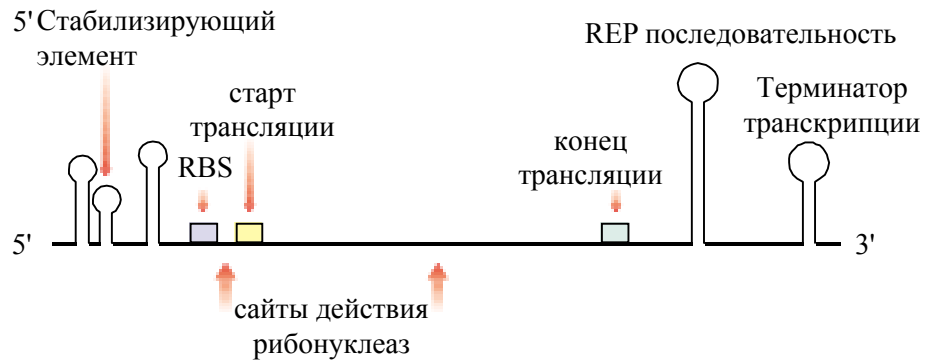 5' Стабилизирующий
элемент
REP последовательность
старт
трансляции
Терминатор
транскрипции
RBS
конец
трансляции
5'
3'
сайты действия
рибонуклеаз